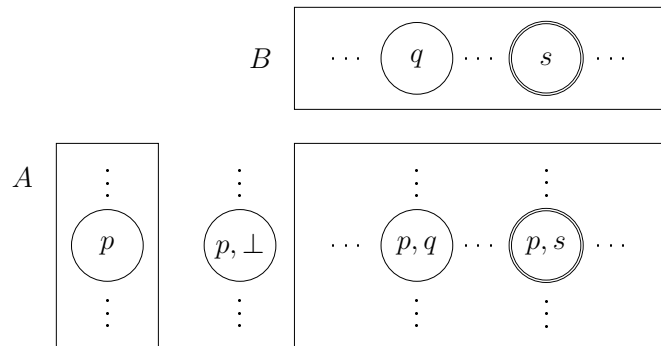 B ⋯ q ⋯ s ⋯
A ⋮ ⋮ ⋮ ⋮
p p, ⊥ ⋯ p, q ⋯ p, s ⋯
⋮ ⋮ ⋮ ⋮